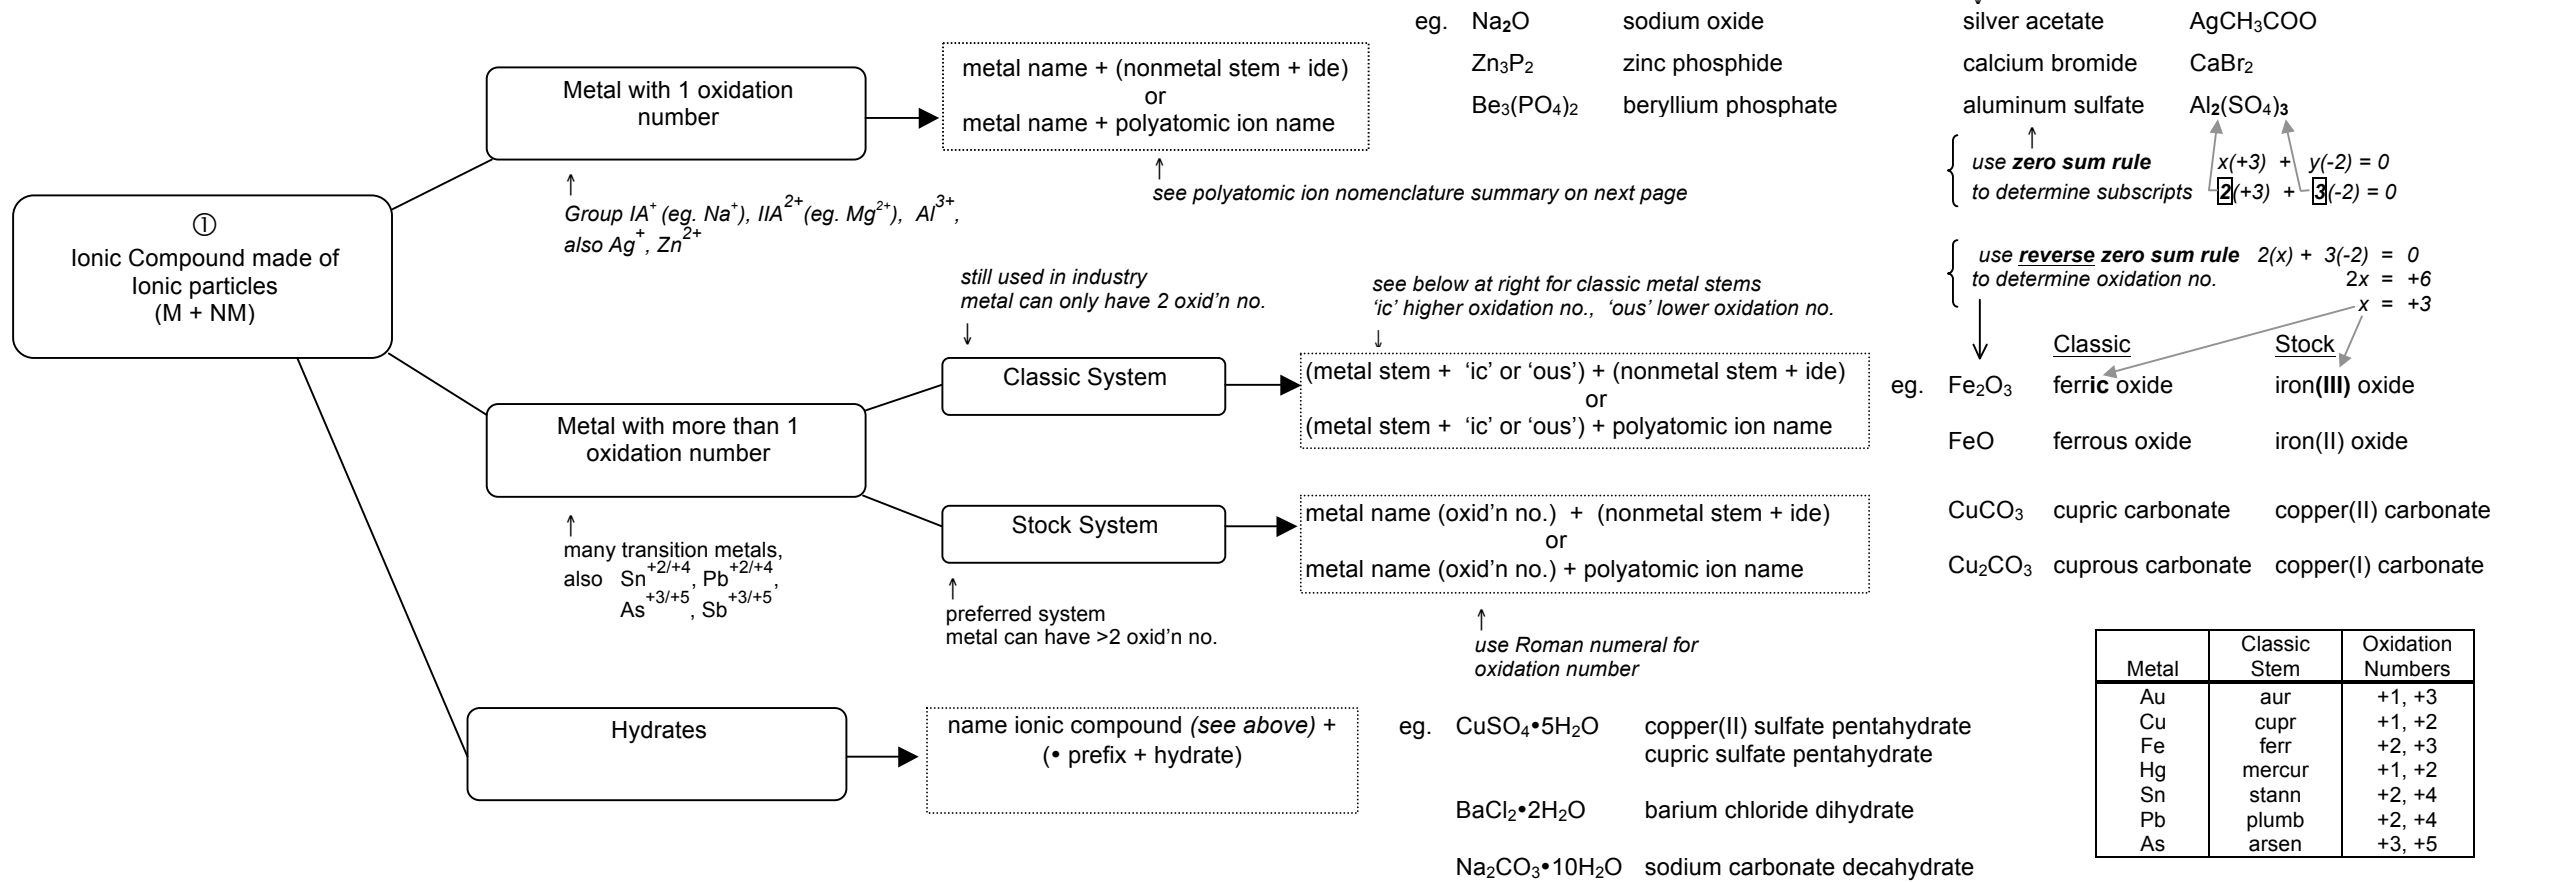 ①
Ionic Compound made of
Ionic particles
(M + NM)
Metal with 1 oxidation
number
↑
Group IA⁺ (eg. Na⁺), IIA²⁺ (eg. Mg²⁺), Al³⁺,
also Ag⁺, Zn²⁺
metal name + (nonmetal stem + ide)
or
metal name + polyatomic ion name
↑
see polyatomic ion nomenclature summary on next page
eg. Na₂O sodium oxide
Zn₃P₂ zinc phosphide
Be₃(PO₄)₂ beryllium phosphate
silver acetate AgCH₃COO
calcium bromide CaBr₂
aluminum sulfate Al₂(SO₄)₃
↑
use zero sum rule x(+3) + y(-2) = 0
to determine subscripts 2(+3) + 3(-2) = 0
use reverse zero sum rule 2(x) + 3(-2) = 0
to determine oxidation no. 2x = +6
x = +3
Metal with more than 1
oxidation number
↑
many transition metals,
also Sn⁺²/⁺⁴, Pb⁺²/⁺⁴,
As⁺³/⁺⁵, Sb⁺³/⁺⁵,
still used in industry
metal can only have 2 oxid'n no.
↓
Classic System
see below at right for classic metal stems
‘ic’ higher oxidation no., ‘ous’ lower oxidation no.
↓
(metal stem + ‘ic’ or ‘ous’) + (nonmetal stem + ide)
or
(metal stem + ‘ic’ or ‘ous’) + polyatomic ion name
Stock System
↑
preferred system
metal can have >2 oxid’n no.
metal name (oxid’n no.) + (nonmetal stem + ide)
or
metal name (oxid’n no.) + polyatomic ion name
↑
use Roman numeral for
oxidation number
Classic Stock
eg. Fe₂O₃ ferric oxide iron(III) oxide
FeO ferrous oxide iron(II) oxide
CuCO₃ cupric carbonate copper(II) carbonate
Cu₂CO₃ cuprous carbonate copper(I) carbonate
Hydrates
name ionic compound (see above) +
(• prefix + hydrate)
eg. CuSO₄•5H₂O copper(II) sulfate pentahydrate
cupric sulfate pentahydrate
BaCl₂•2H₂O barium chloride dihydrate
Na₂CO₃•10H₂O sodium carbonate decahydrate
Classic Oxidation
Metal Stem Numbers
Au aur +1, +3
Cu cupr +1, +2
Fe ferr +2, +3
Hg mercur +1, +2
Sn stann +2, +4
Pb plumb +2, +4
As arsen +3, +5